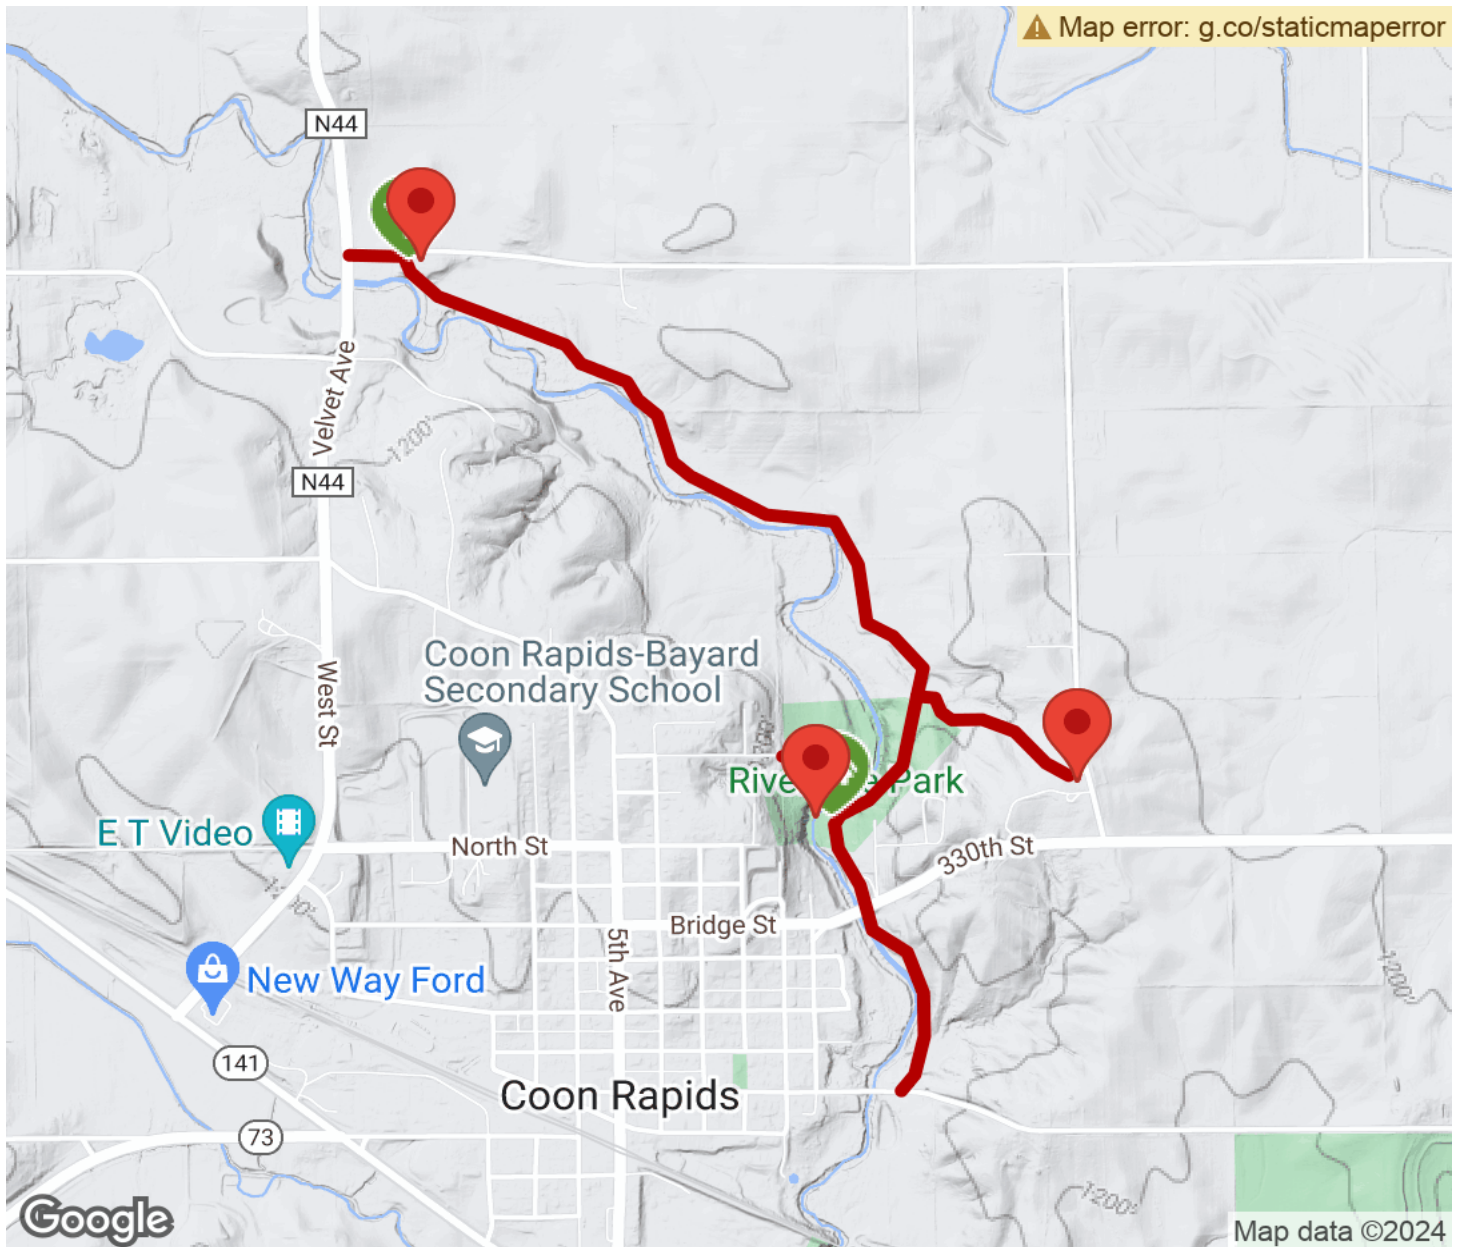 Map error: g.co/staticmaperror
N44
Velvet Ave
1200'
N44
Coon Rapids-Bayard
Secondary School
West St
Park
E T Video
North St
330th St
Bridge St
5th Ave
New Way Ford
1200'
141
Coon Rapids
73
1200'
Google
Map data ©2024